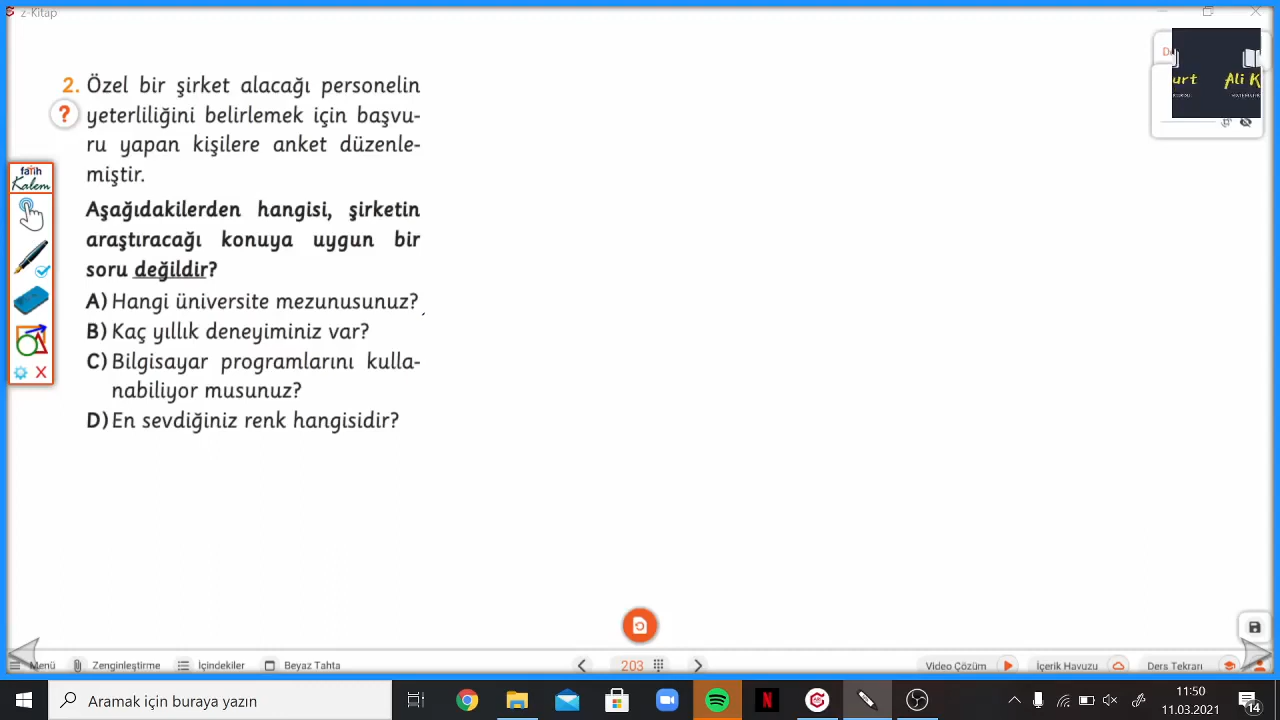 z-Kitap
2. Özel bir şirket alacağı personelin
? yeterliliğini belirlemek için başvu-
ru yapan kişilere anket düzenle-
miştir.
Aşağıdakilerden hangisi, şirketin
araştıracağı konuya uygun bir
soru değildir?
A) Hangi üniversite mezunusunuz?
B) Kaç yıllık deneyiminiz var?
C) Bilgisayar programlarını kulla-
nabiliyor musunuz?
D) En sevdiğiniz renk hangisidir?
fatih
Kalem
urt Ali K
Menü Zenginleştirme İçindekiler Beyaz Tahta 203 Video Çözüm İçerik Havuzu Ders Tekrarı
Aramak için buraya yazın
11:50
11.03.2021
14